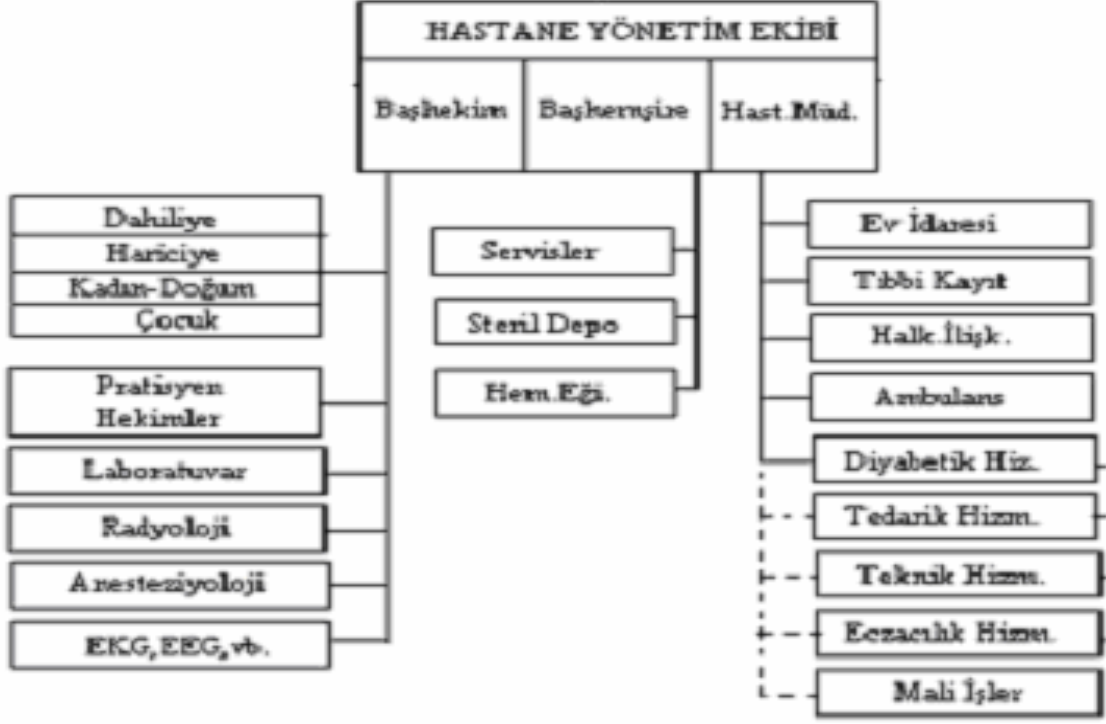 HASTANE YÖNETİM EKİBİ
Başhekim
Başhemşire
Hast.Müd.
Dahiliye
Hariciye
Kadın-Doğum
Çocuk
Pratisyen
Hekimler
Laboratuvar
Radyoloji
Anesteziyoloji
EKG,EEG,vb.
Servisler
Steril Depo
Hem.Eği.
Ev İdaresi
Tıbbi Kayıt
Halk.İlişk.
Ambulans
Diyabetik Hiz.
Tedarik Hizm.
Teknik Hizm.
Eczacılık Hizm.
Mali İşler